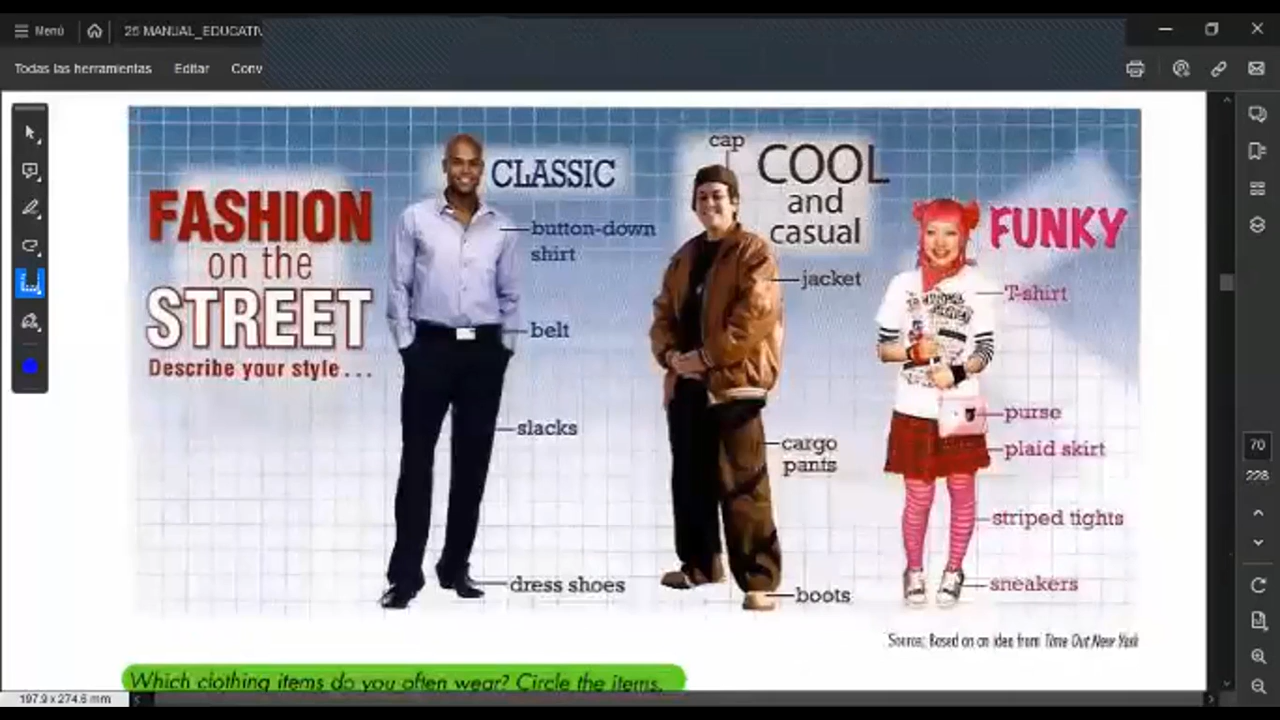 Menú
26 MANUAL_EDUCATIV
Todas las herramientas
Editar
Conv
FASHION
on the
STREET
Describe your style...
CLASSIC
button-down
shirt
belt
slacks
dress shoes
cap
COOL
and
casual
jacket
cargo
pants
boots
FUNKY
T-shirt
purse
plaid skirt
striped tights
sneakers
Source: Based on an idea from Time Out New York
Which clothing items do you often wear? Circle the items.
70
228
197.9 x 274.6 mm